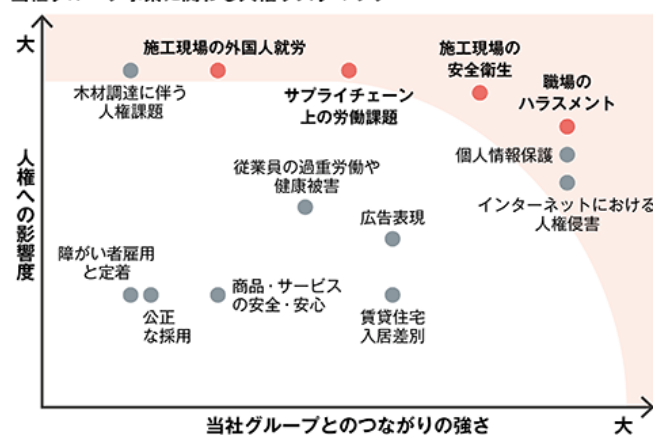 大
施工現場の外国人就労
木材調達に伴う
人権課題
サプライチェーン
上の労働課題
施工現場の
安全衛生
職場の
ハラスメント
個人情報保護
インターネットにおける
人権侵害
従業員の過重労働や
健康被害
広告表現
障がい者雇用
と定着
公正
な採用
商品・サービス
の安全・安心
賃貸住宅
入居差別
人権への影響度
当社グループとのつながりの強さ
大